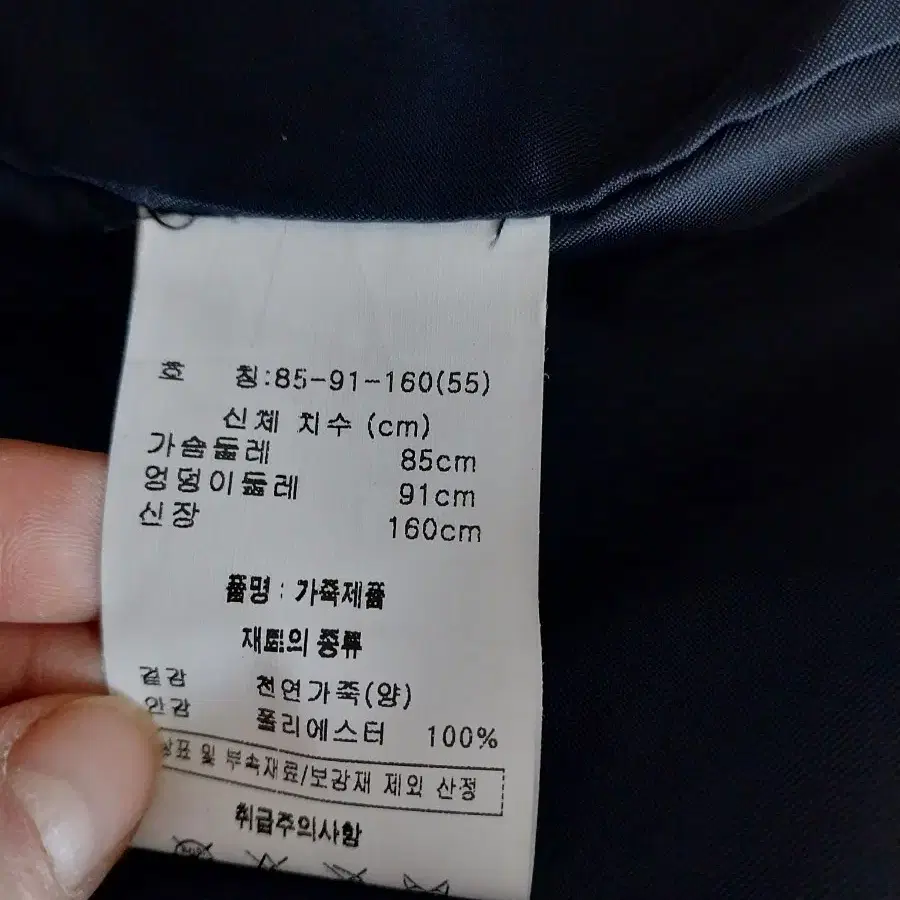 호 칭:85-91-160(55)
신체 치수 (cm)
가슴둘레 85cm
엉덩이둘레 91cm
신장 160cm
품명 : 가죽제품
재료의 종류
겉감 천연가죽(양)
안감 폴리에스터 100%
상표 및 부속재료/보강재 제외 산정
취급주의사항